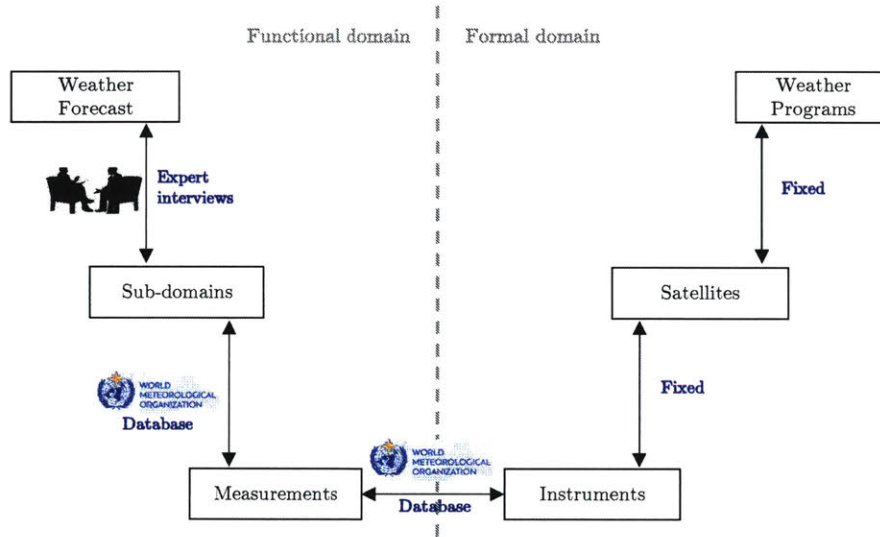 Functional domain
Formal domain
Weather
Forecast
Weather
Programs
Expert
interviews
Fixed
Sub-domains
Satellites
WORLD
METEOROLOGICAL
ORGANIZATION
Database
Fixed
WORLD
METEOROLOGICAL
ORGANIZATION
Measurements
Database
Instruments